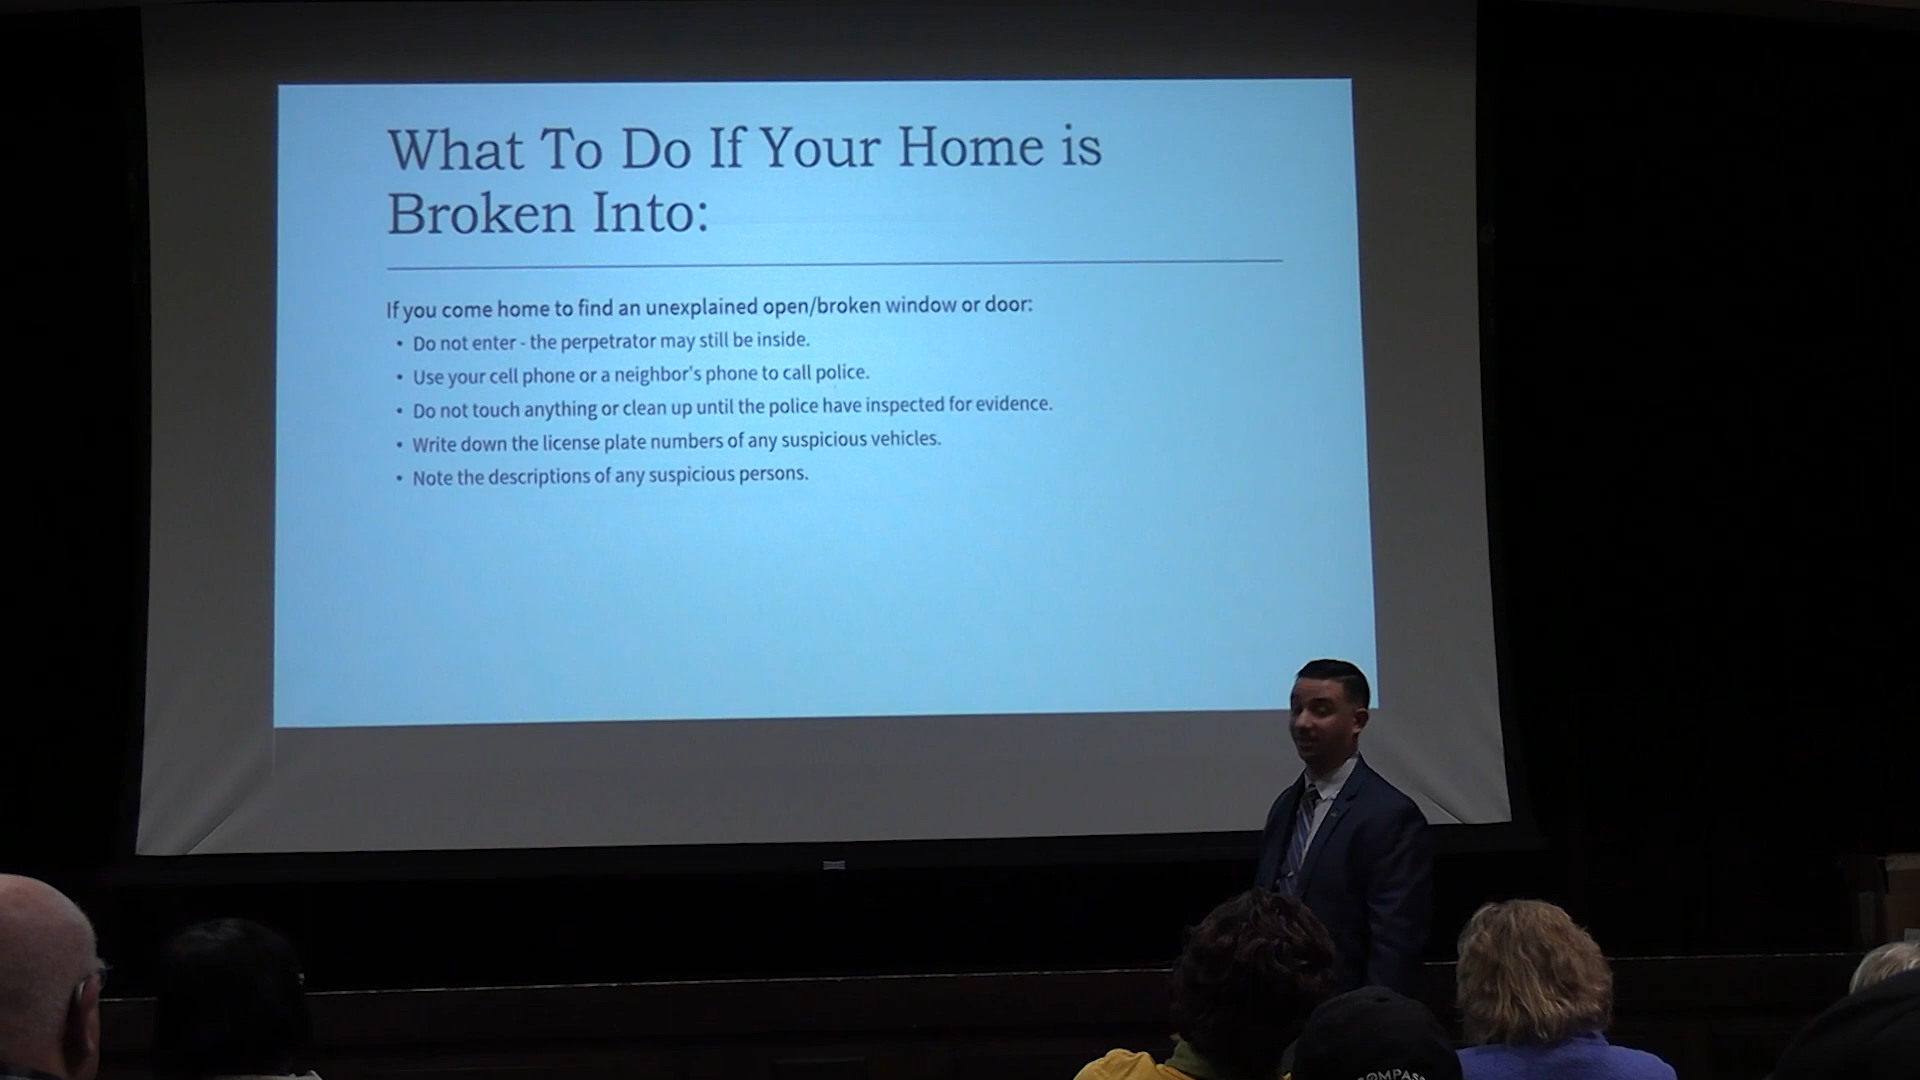 What To Do If Your Home is
Broken Into:
If you come home to find an unexplained open/broken window or door:
• Do not enter - the perpetrator may still be inside.
• Use your cell phone or a neighbor's phone to call police.
• Do not touch anything or clean up until the police have inspected for evidence.
• Write down the license plate numbers of any suspicious vehicles.
• Note the descriptions of any suspicious persons.
COMPASS